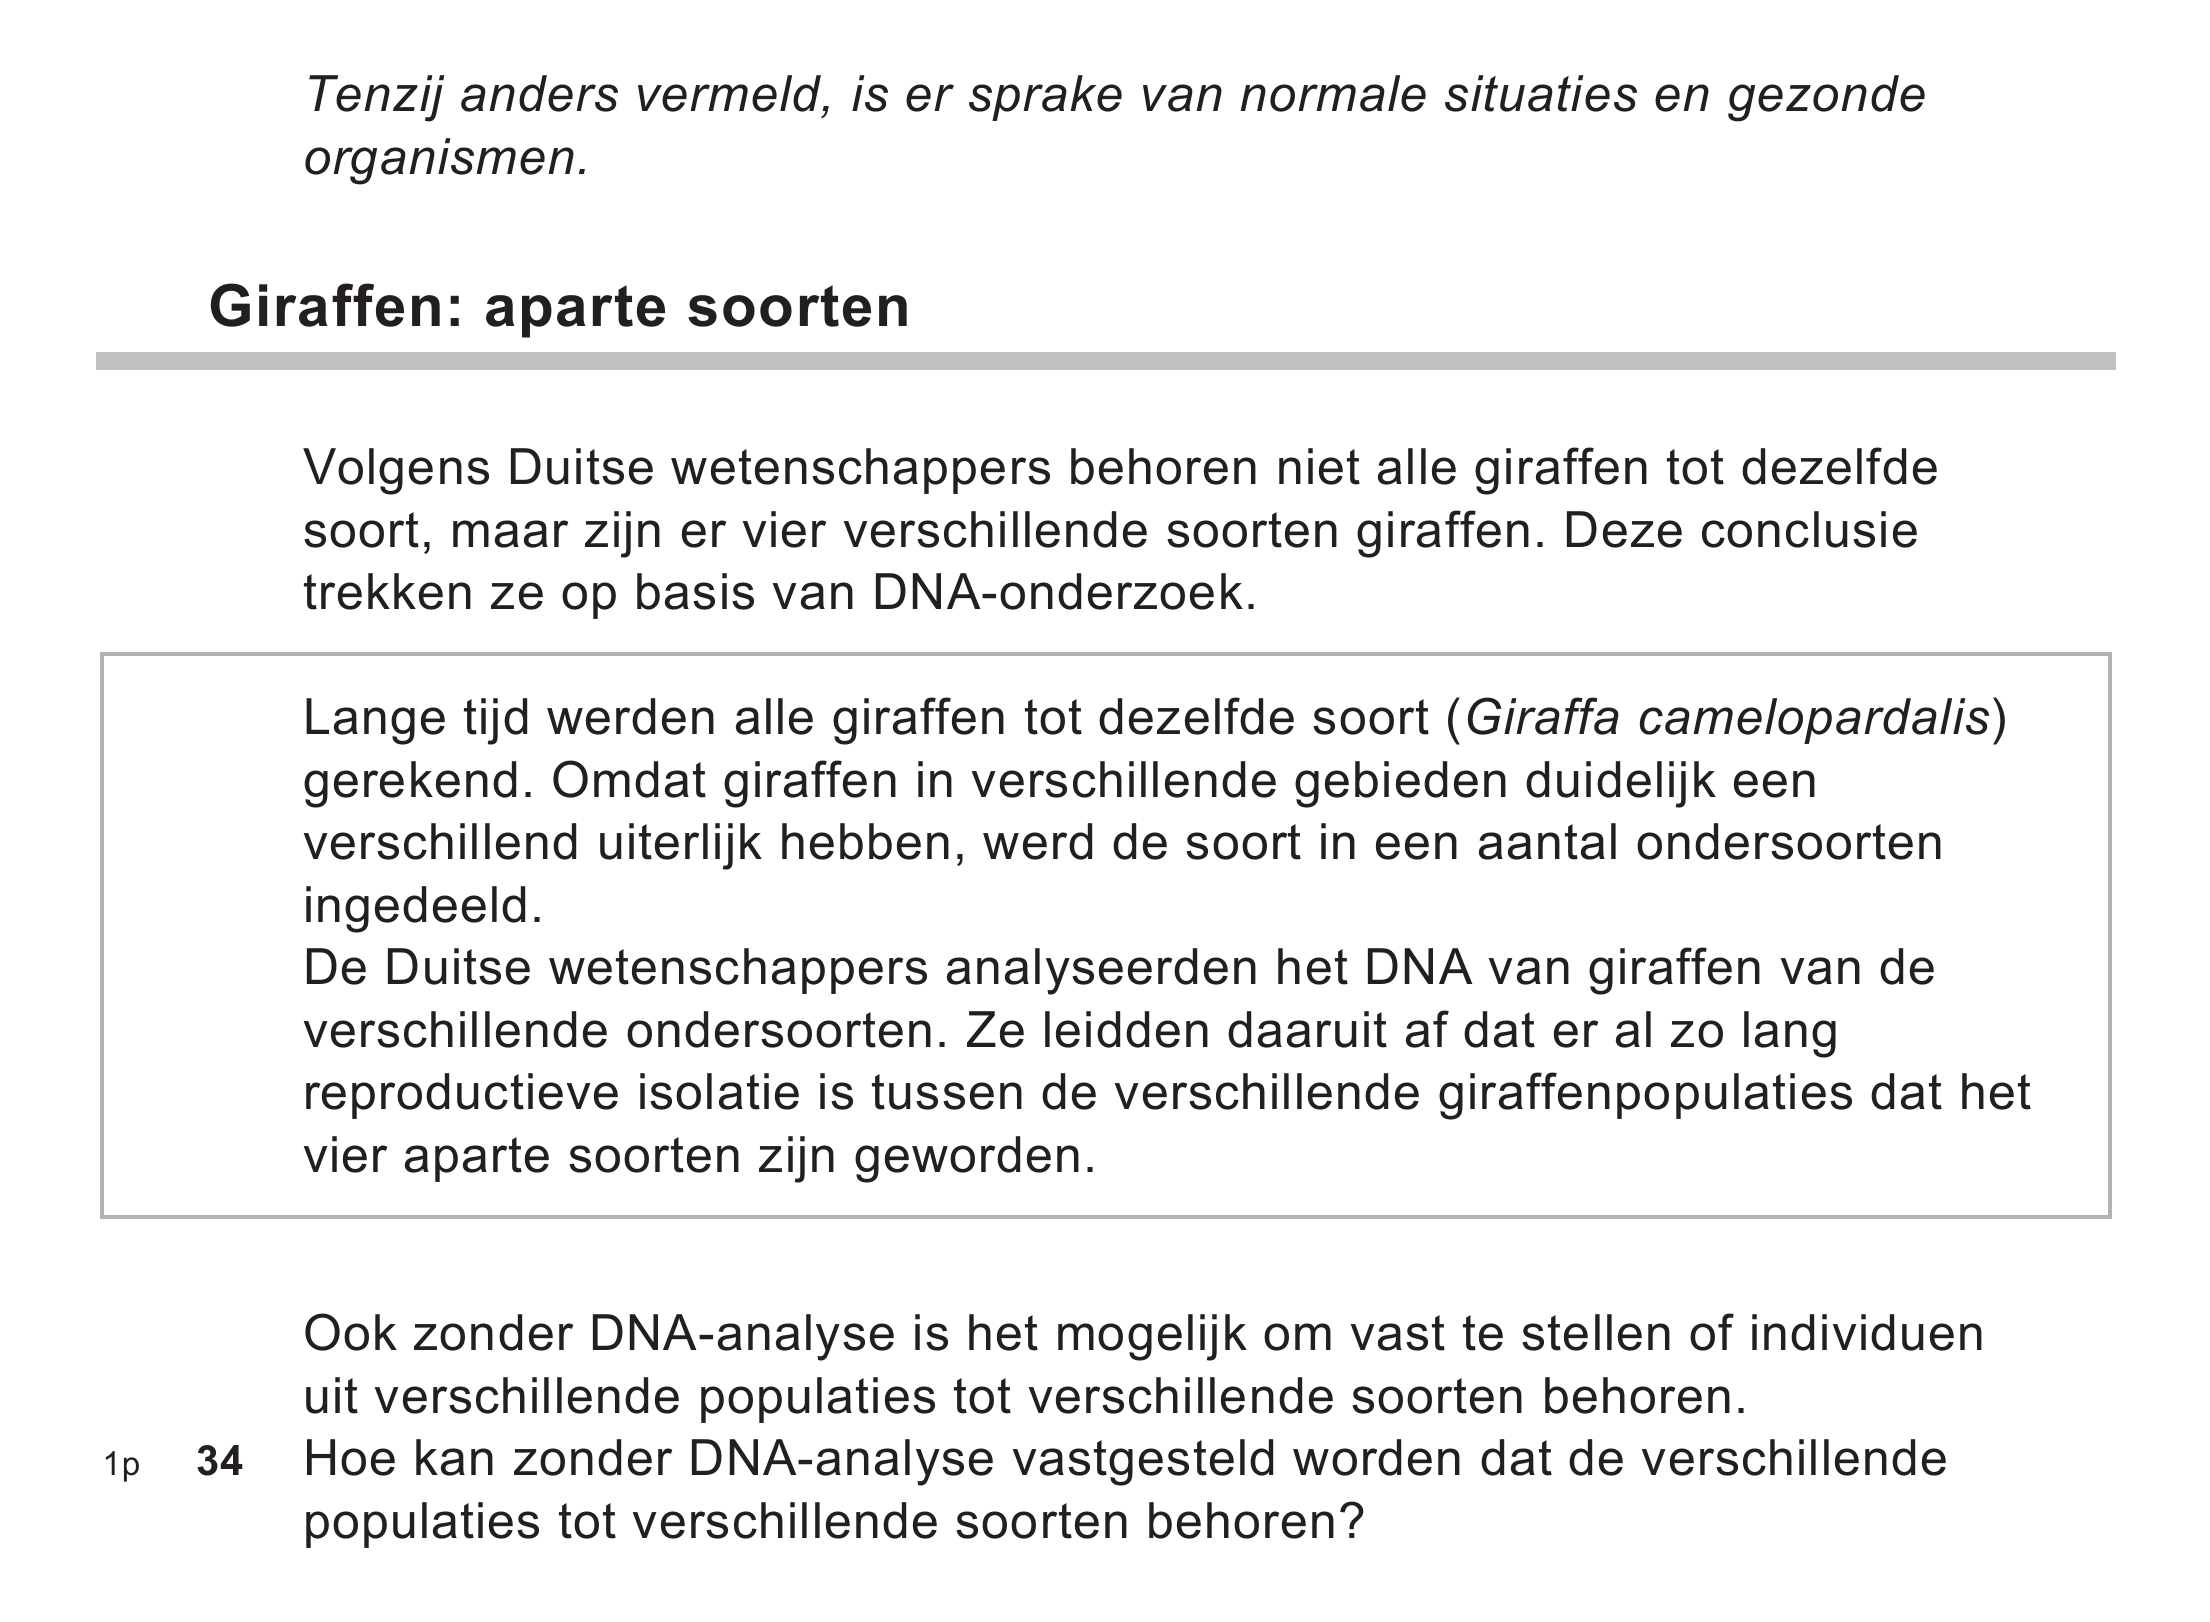 Tenzij anders vermeld, is er sprake van normale situaties en gezonde
organismen.
Giraffen: aparte soorten
Volgens Duitse wetenschappers behoren niet alle giraffen tot dezelfde
soort, maar zijn er vier verschillende soorten giraffen. Deze conclusie
trekken ze op basis van DNA-onderzoek.
Lange tijd werden alle giraffen tot dezelfde soort (Giraffa camelopardalis)
gerekend. Omdat giraffen in verschillende gebieden duidelijk een
verschillend uiterlijk hebben, werd de soort in een aantal ondersoorten
ingedeeld.
De Duitse wetenschappers analyseerden het DNA van giraffen van de
verschillende ondersoorten. Ze leidden daaruit af dat er al zo lang
reproductieve isolatie is tussen de verschillende giraffenpopulaties dat het
vier aparte soorten zijn geworden.
Ook zonder DNA-analyse is het mogelijk om vast te stellen of individuen
uit verschillende populaties tot verschillende soorten behoren.
1p 34 Hoe kan zonder DNA-analyse vastgesteld worden dat de verschillende
populaties tot verschillende soorten behoren?